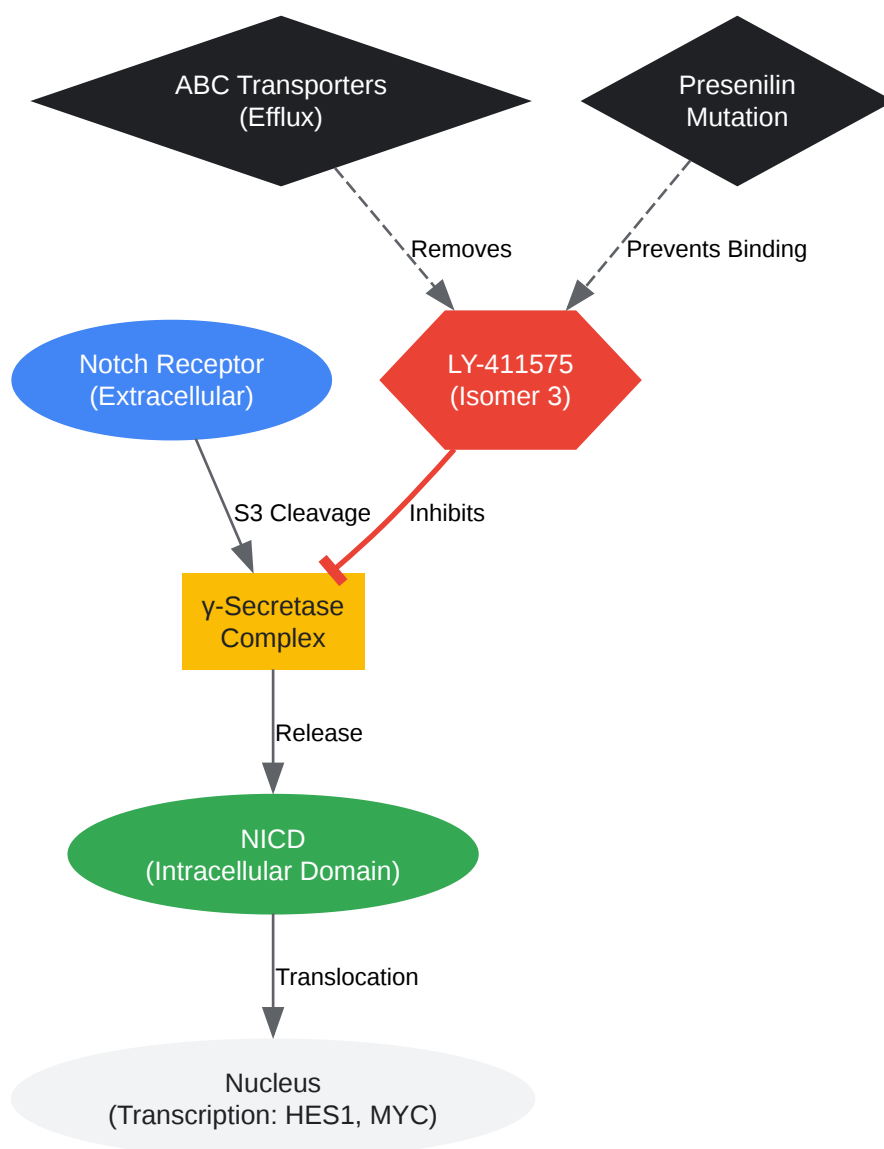 ABC Transporters
(Efflux)
Presenilin
Mutation
Removes
Prevents Binding
Notch Receptor
(Extracellular)
LY-411575
(Isomer 3)
S3 Cleavage
Inhibits
γ-Secretase
Complex
Release
NICD
(Intracellular Domain)
Translocation
Nucleus
(Transcription: HES1, MYC)